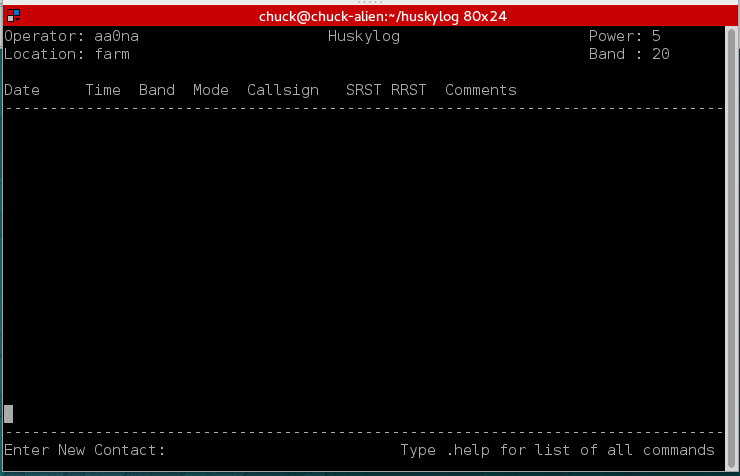 chuck@chuck-alien:~/huskylog 80x24
Operator: aa0na Huskylog Power: 5
Location: farm Band : 20
Date Time Band Mode Callsign SRST RRST Comments
--------------------------------------------------------------------------------
--------------------------------------------------------------------------------
Enter New Contact: Type .help for list of all commands